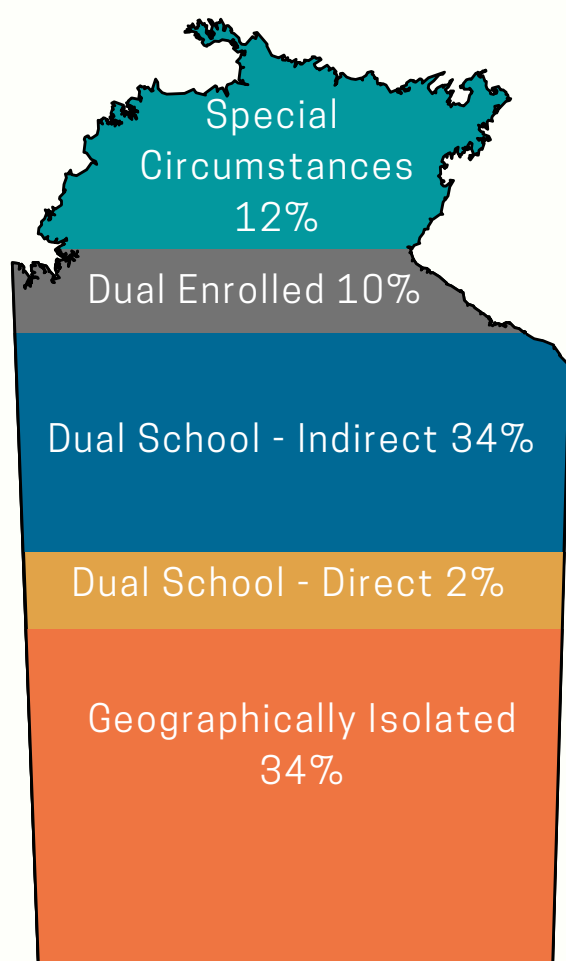 Special
Circumstances
12%
Dual Enrolled 10%
Dual School - Indirect 34%
Dual School - Direct 2%
Geographically Isolated
34%